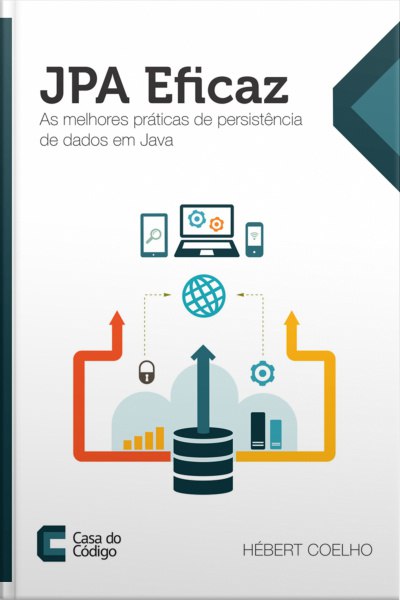 JPA Eficaz
As melhores práticas de persistência
de dados em Java
Casa do
Código
HÉBERT COELHO